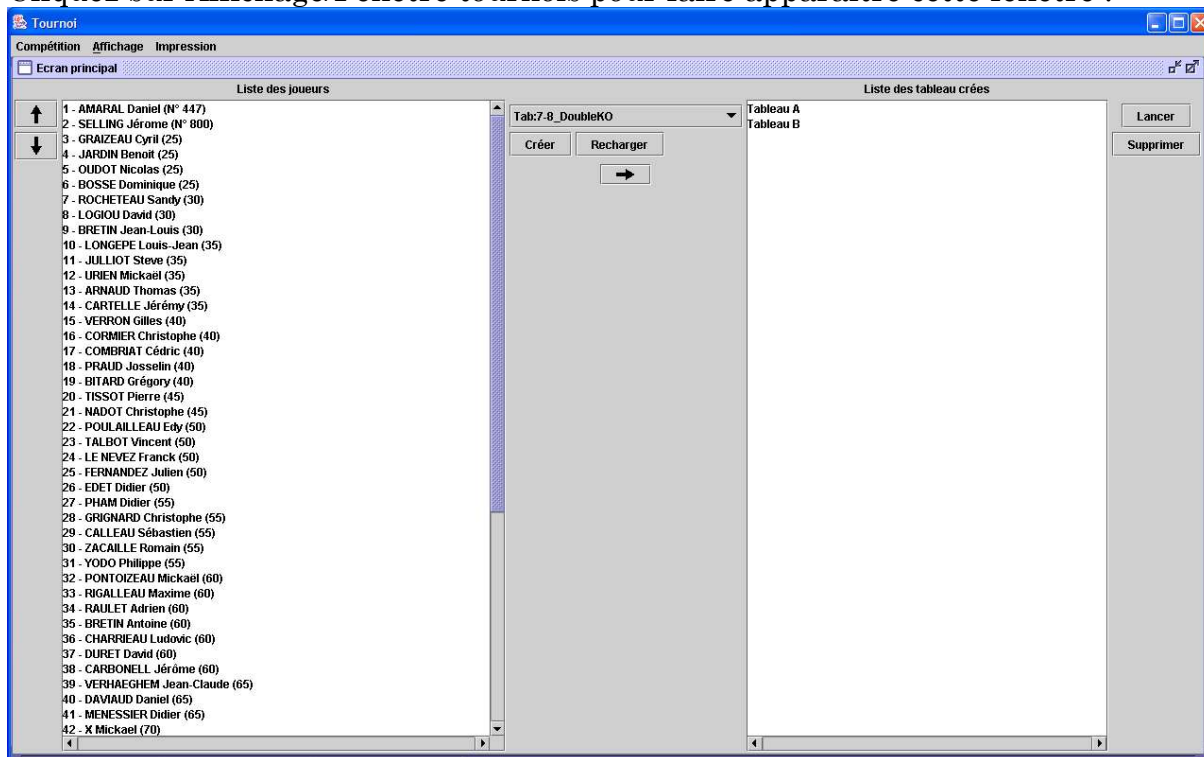 Cliquez sur Affichage/Fenêtre tournois pour faire apparaître cette fenêtre :
Tournoi
Compétition Affichage Impression
Ecran principal
Liste des joueurs
Liste des tableau crées
1 - AMARAL Daniel (N° 447)
2 - SELLING Jérome (N° 800)
3 - GRAIZEAU Cyril (25)
4 - JARDIN Benoit (25)
5 - OUDOT Nicolas (25)
6 - BOSSE Dominique (25)
7 - ROCHETEAU Sandy (30)
8 - LOGIOU David (30)
9 - BRETIN Jean-Louis (30)
10 - LONGEPE Louis-Jean (35)
11 - JULLIOT Steve (35)
12 - URIEN Mickaël (35)
13 - ARNAUD Thomas (35)
14 - CARTELLE Jérémy (35)
15 - VERRON Gilles (40)
16 - CORMIER Christophe (40)
17 - COMBRIAT Cédric (40)
18 - PRAUD Josselin (40)
19 - BITARD Grégory (40)
20 - TISSOT Pierre (45)
21 - NADOT Christophe (45)
22 - POULAILLEAU Edy (50)
23 - TALBOT Vincent (50)
24 - LE NEVEZ Franck (50)
25 - FERNANDEZ Julien (50)
26 - EDET Didier (50)
27 - PHAM Didier (55)
28 - GRIGNARD Christophe (55)
29 - CALLEAU Sébastien (55)
30 - ZACAILLE Romain (55)
31 - YODO Philippe (55)
32 - PONTOIZEAU Mickaël (60)
33 - RIGALLEAU Maxime (60)
34 - RAULET Adrien (60)
35 - BRETIN Antoine (60)
36 - CHARRIEAU Ludovic (60)
37 - DURET David (60)
38 - CARBONELL Jérôme (60)
39 - VERHAEGHEM Jean-Claude (65)
40 - DAVIAUD Daniel (65)
41 - MENESSIER Didier (65)
42 - X Mickael (70)
Tab:7-8_DoubleKO
Créer Recharger
Tableau A
Tableau B
Lancer
Supprimer